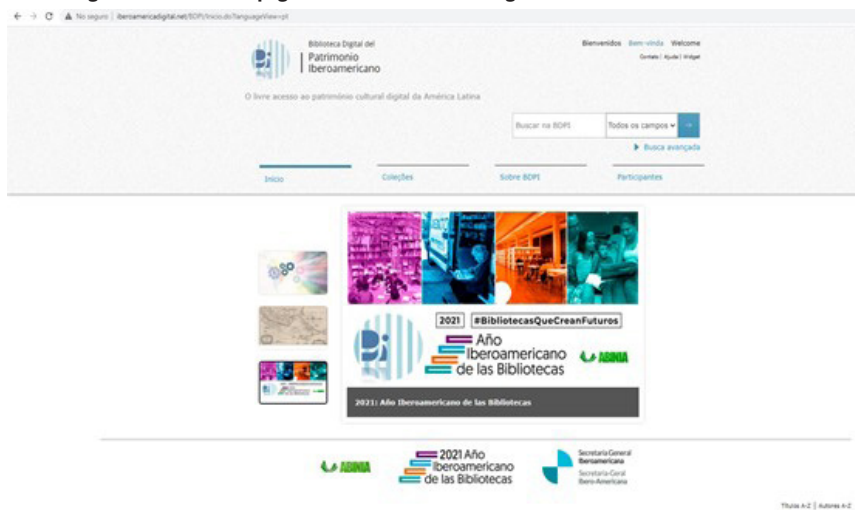 No seguro | iberoamericadigital.net/BDPI/Inicio.do?languageView=pt
Biblioteca Digital del
Patrimonio
Iberoamericano
Bienvenidos Bem-vinda Welcome
Contato | Ajuda | Widget
O livre acesso ao património cultural digital da América Latina
Buscar na BDPI
Todos os campos
Busca avançada
Início
Coleções
Sobre BDPI
Participantes
2021 #BibliotecasQueCreanFuturos
Año
Iberoamericano
de las Bibliotecas
ABINIA
2021: Año Iberoamericano de las Bibliotecas
ABINIA
2021 Año
Iberoamericano
de las Bibliotecas
Secretaría General
Iberoamericana
Secretaria-Geral
Ibero-Americana
Títulos A-Z | Autores A-Z